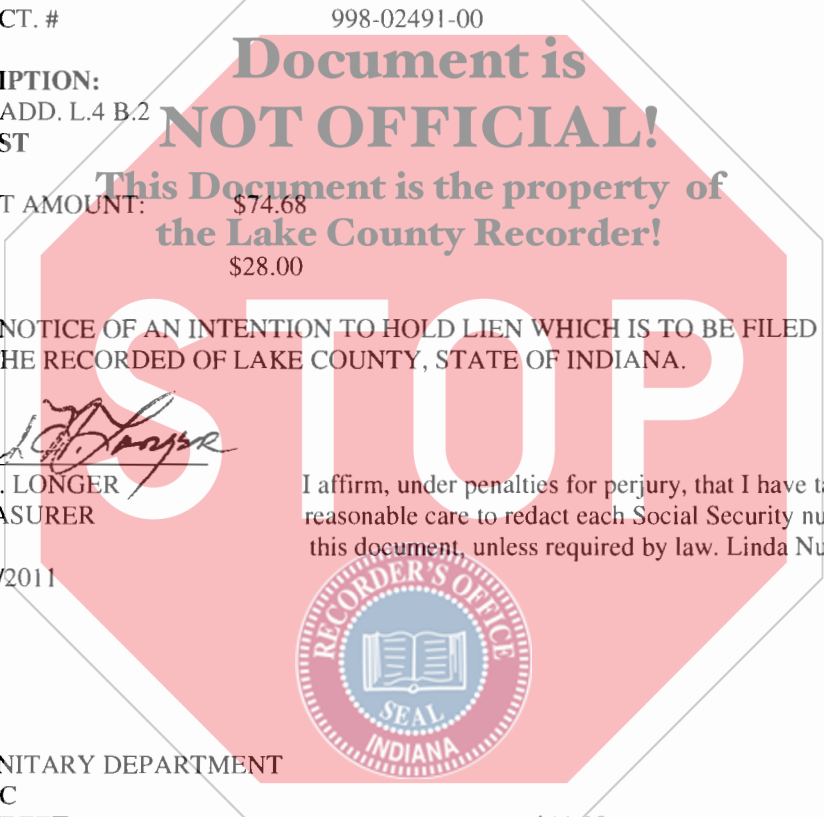 CT. # 998-02491-00
Document is
IPTION:
ADD. L.4 B.2
NOT OFFICIAL!
ST
This Document is the property of
T AMOUNT: $74.68
the Lake County Recorder!
$28.00
NOTICE OF AN INTENTION TO HOLD LIEN WHICH IS TO BE FILED
HE RECORDED OF LAKE COUNTY, STATE OF INDIANA.
STOP
. LONGER
I affirm, under penalties for perjury, that I have ta
ASURER
reasonable care to redact each Social Security nu
this document, unless required by law. Linda Nu
/2011
RECORDER'S OFFICE
SEAL
INDIANA
NITARY DEPARTMENT
C